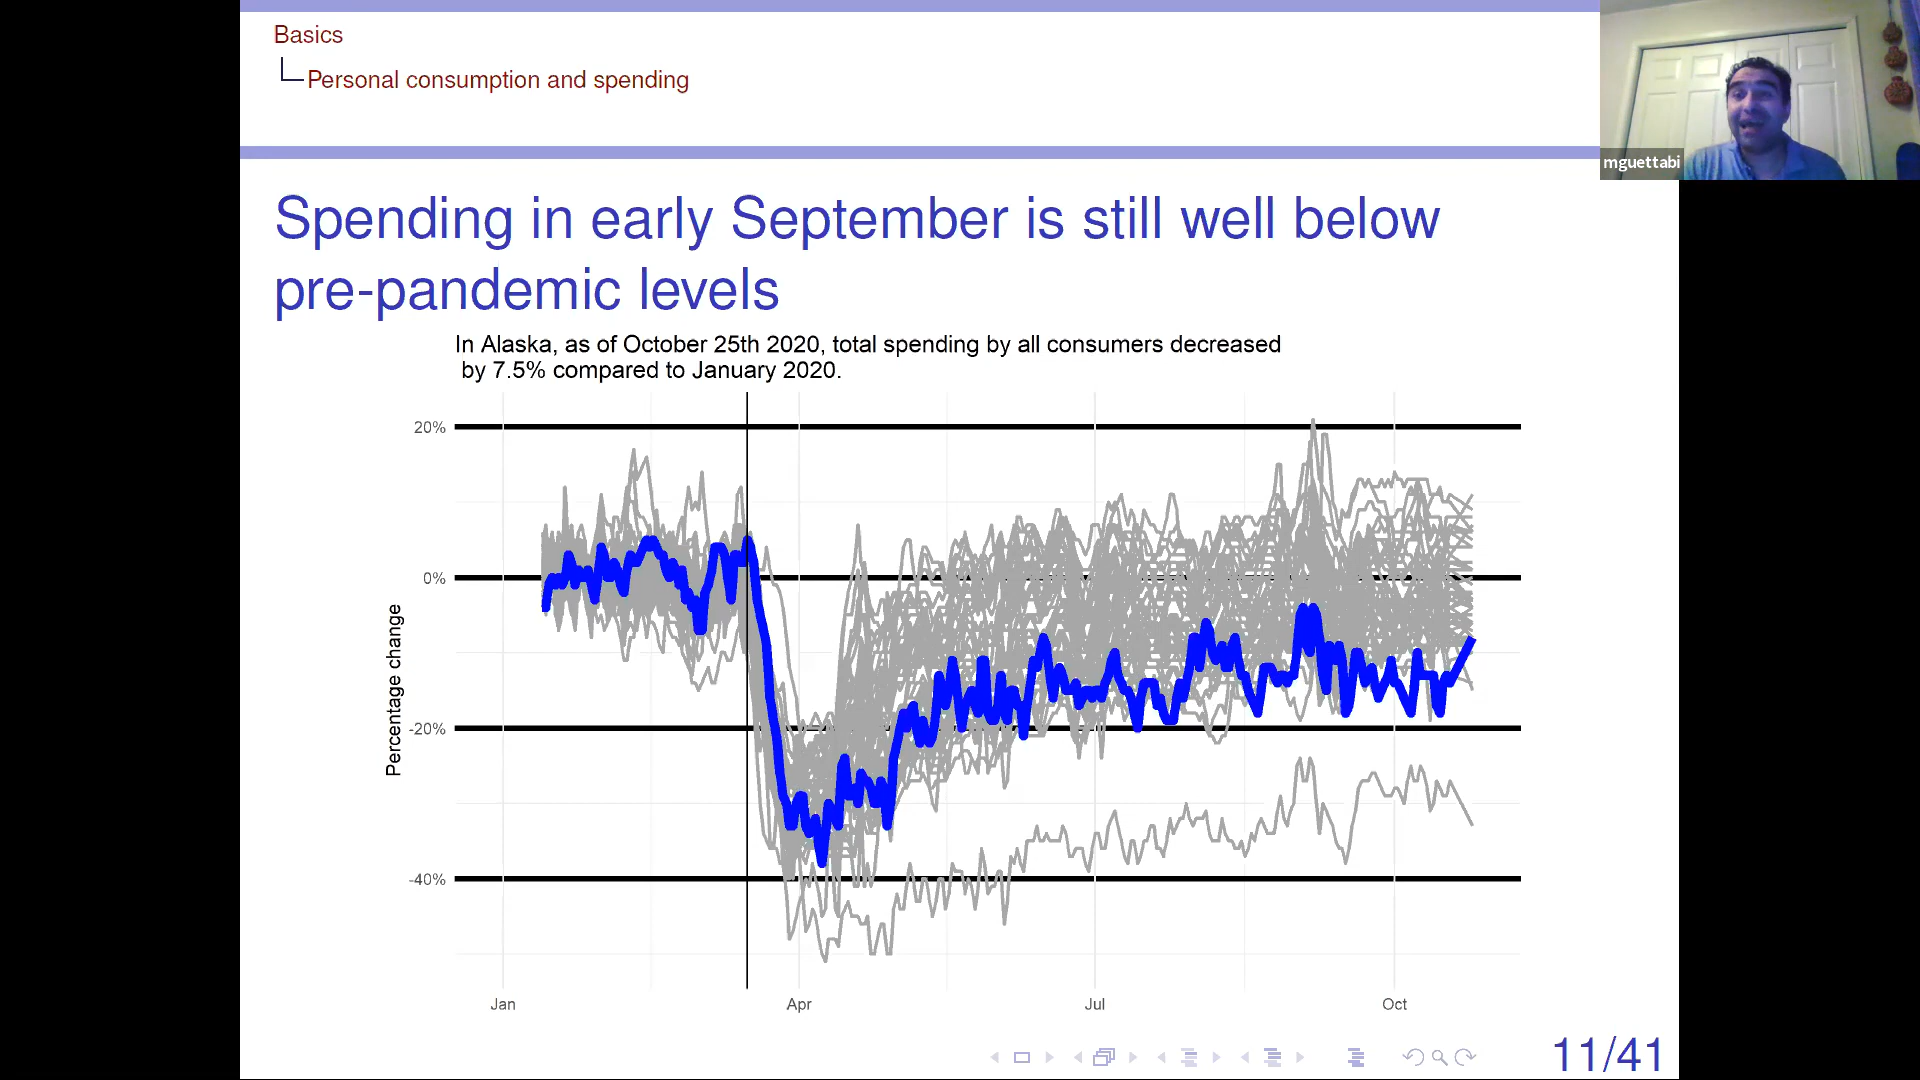 Basics
Personal consumption and spending
mguettabi
Spending in early September is still well below
pre-pandemic levels
In Alaska, as of October 25th 2020, total spending by all consumers decreased
by 7.5% compared to January 2020.
20%
0%
-20%
-40%
Percentage change
Jan
Apr
Jul
Oct
11/41